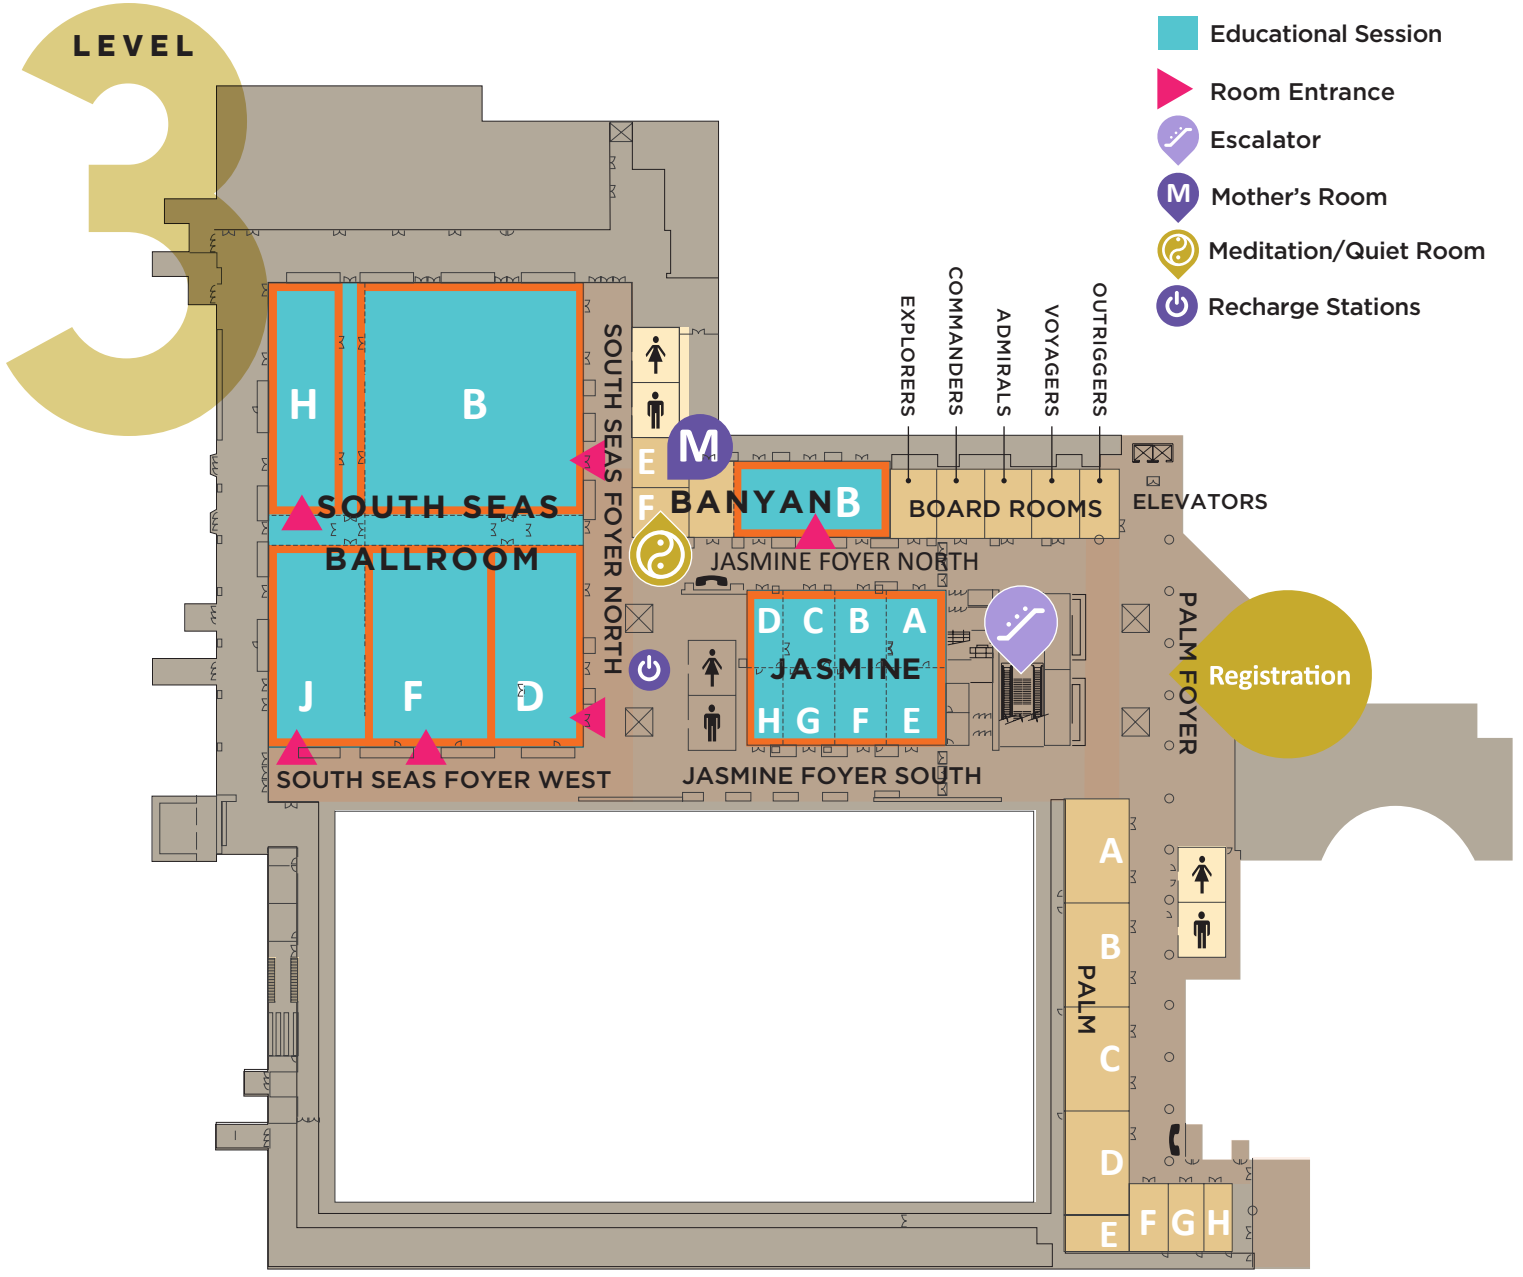 LEVEL
3
Educational Session
Room Entrance
Escalator
M
Mother's Room
Meditation/Quiet Room
Recharge Stations
EXPLORERS
COMMANDERS
ADMIRALS
VOYAGERS
OUTRIGGERS
H
B
SOUTH SEAS
BALLROOM
J
F
D
SOUTH SEAS FOYER NORTH
SOUTH SEAS FOYER WEST
M
E
F
BANYAN
B
BOARD ROOMS
ELEVATORS
JASMINE FOYER NORTH
D C B A
JASMINE
H G F E
JASMINE FOYER SOUTH
PALM FOYER
Registration
A
B
PALM
C
D
E
F G H